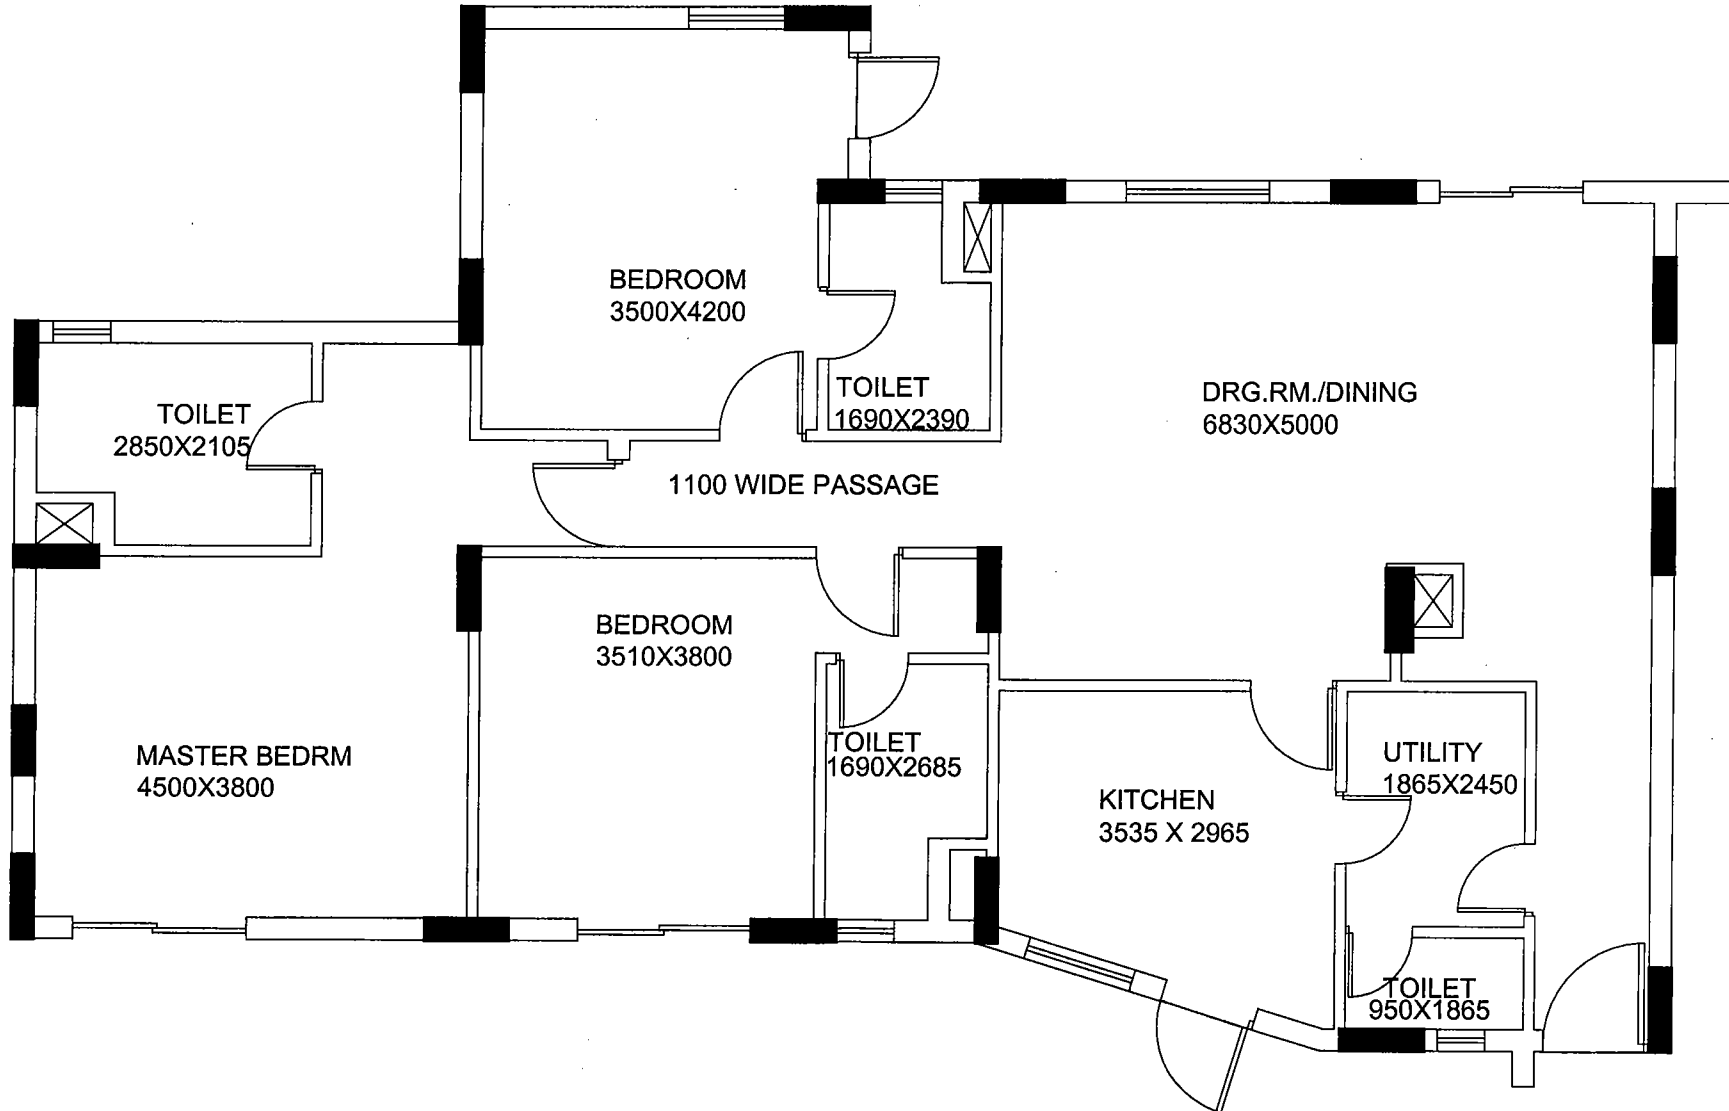 BEDROOM
3500X4200
TOILET
1690X2390
DRG.RM./DINING
6830X5000
TOILET
2850X2105
1100 WIDE PASSAGE
BEDROOM
3510X3800
MASTER BEDRM
4500X3800
TOILET
1690X2685
KITCHEN
3535 X 2965
UTILITY
1865X2450
TOILET
950X1865